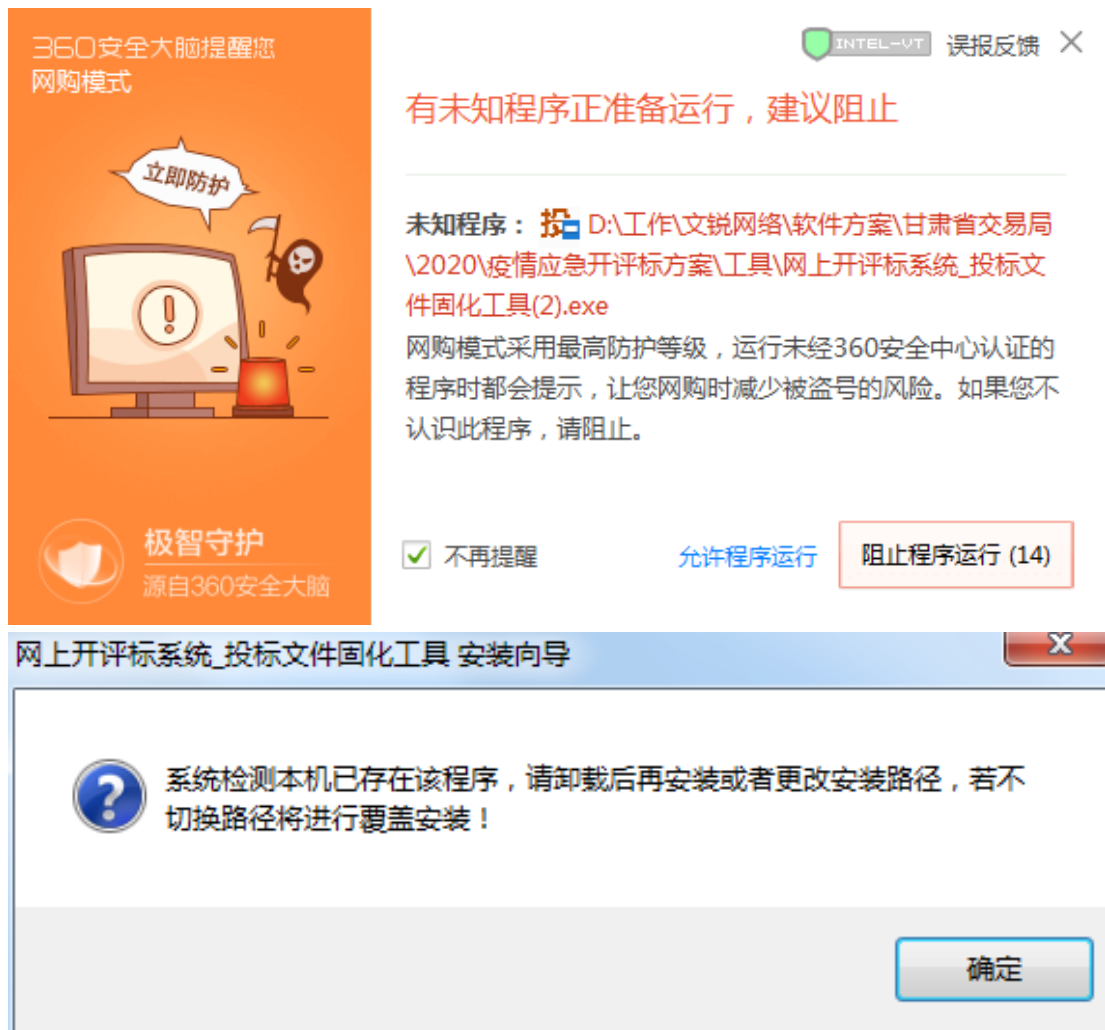 360安全大脑提醒您
网购模式
立即防护
极智守护
源自360安全大脑
INTEL-VT 误报反馈
有未知程序正准备运行，建议阻止
未知程序： 投 D:\工作\文锐网络\软件方案\甘肃省交易局
\2020\疫情应急开评标方案\工具\网上开评标系统_投标文
件固化工具(2).exe
网购模式采用最高防护等级，运行未经360安全中心认证的
程序时都会提示，让您网购时减少被盗号的风险。如果您不
认识此程序，请阻止。
不再提醒 允许程序运行 阻止程序运行 (14)
网上开评标系统_投标文件固化工具 安装向导
系统检测本机已存在该程序，请卸载后再安装或者更改安装路径，若不
切换路径将进行覆盖安装！
确定